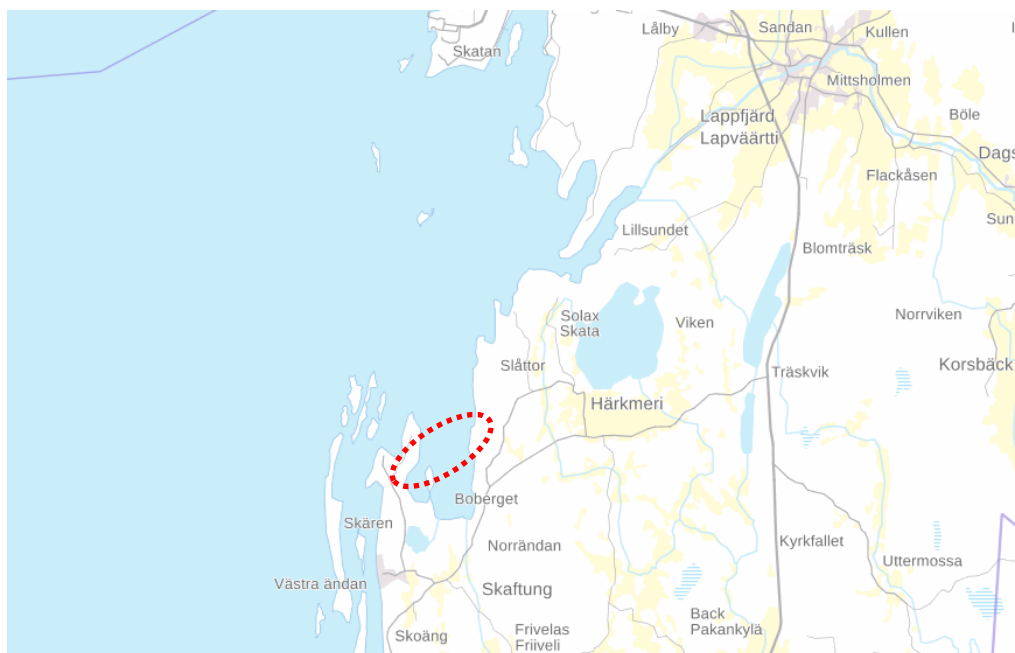 Lålby
Sandan
Kullen
Skatan
Mittsholmen
Lappfjärd
Lapväärtti
Böle
Dags
Flackåsen
Sun
Lillsundet
Blomträsk
Solax
Skata
Viken
Norrviken
Slåttor
Träskvik
Korsbäck
Härkmeri
Boberget
Skären
Norrändan
Kyrkfallet
Uttermossa
Västra ändan
Skaftung
Back
Pakankylä
Skoäng
Frivelas
Friiveli